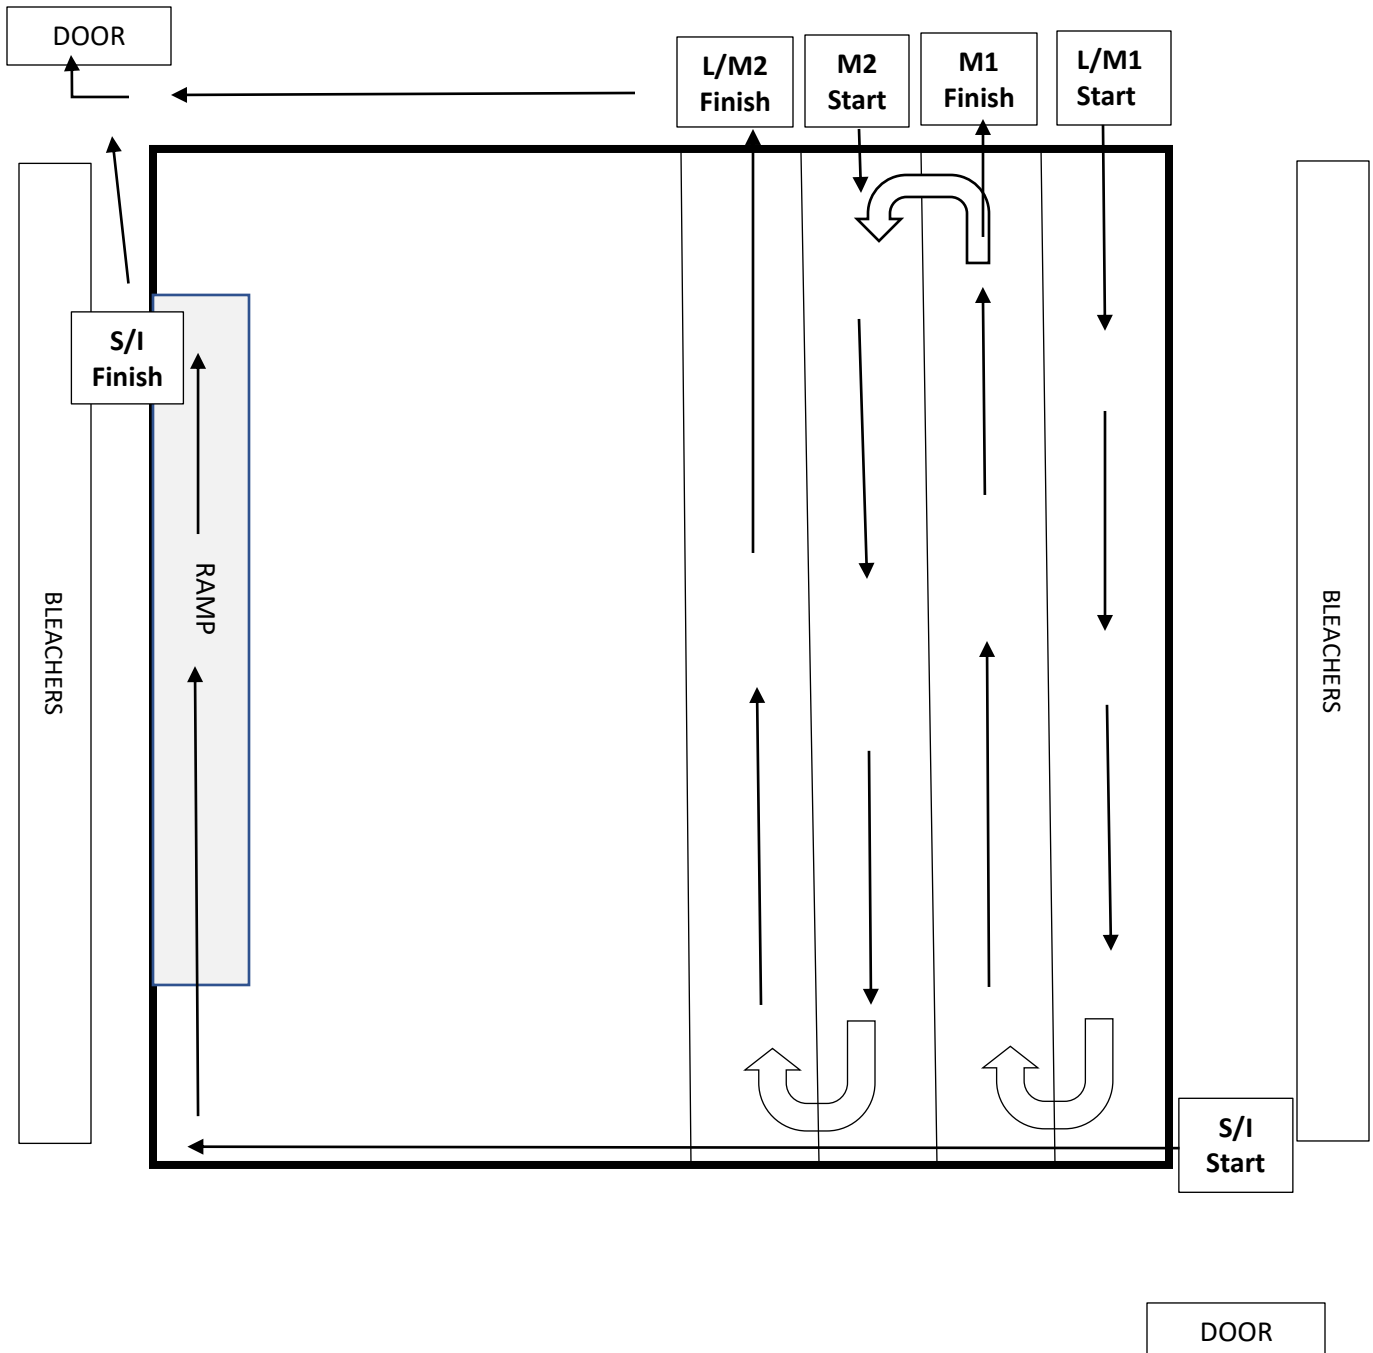 DOOR
L/M2
Finish
M2
Start
M1
Finish
L/M1
Start
S/I
Finish
RAMP
BLEACHERS
BLEACHERS
S/I
Start
DOOR